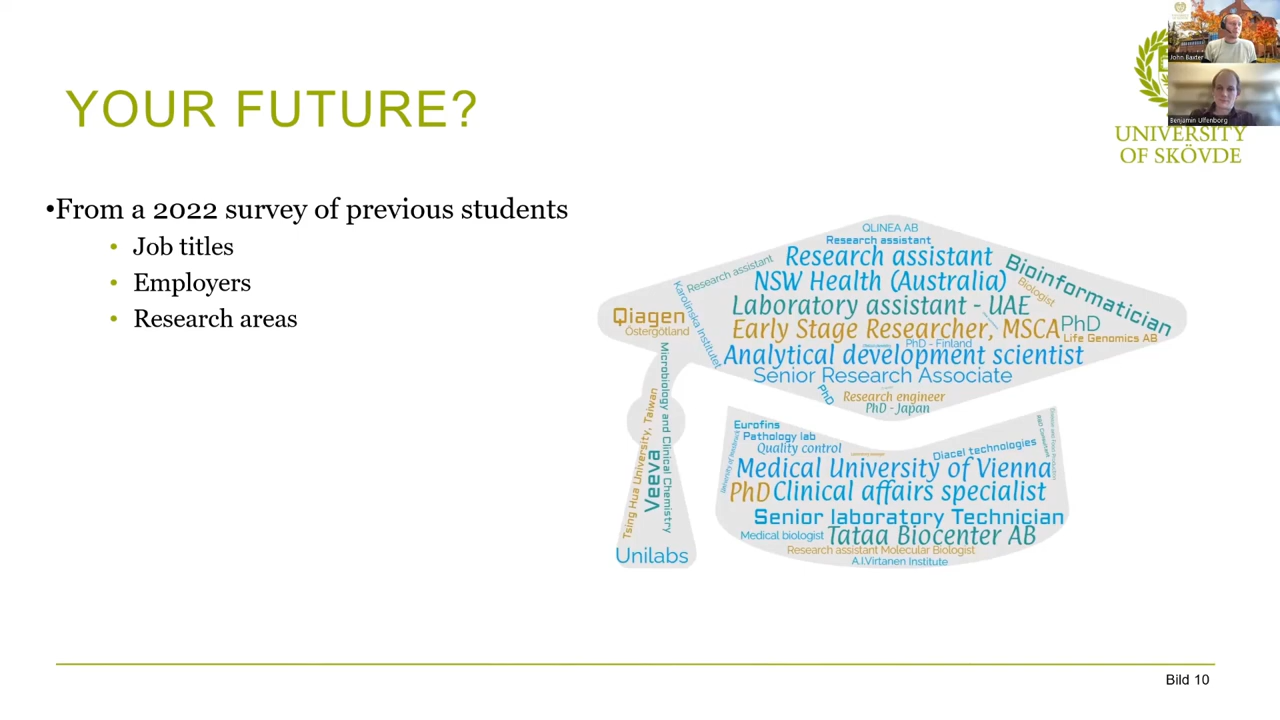 YOUR FUTURE?
John Baxter
Benjamin Ulfenborg
UNIVERSITY
OF SKÖVDE
•From a 2022 survey of previous students
• Job titles
• Employers
• Research areas
QLINEA AB
Research assistant
Research assistant
Research assistant
NSW Health (Australia)
Bioinformatician
Biologist
Karolinska Institutet
Laboratory assistant - UAE
Qiagen
Östergötland
Early Stage Researcher, MSCA
PhD
Life Genomics AB
PhD - Finland
Analytical development scientist
Senior Research Associate
PhD
Research engineer
PhD - Japan
Microbiology and Clinical Chemistry
Tsing Hua University, Taiwan
Veeva
Unilabs
Eurofins
Pathology lab
Quality control
Diacel technologies
University of Innsbruck
Medical University of Vienna
PhD
Clinical affairs specialist
Senior laboratory Technician
Medical biologist
Tataa Biocenter AB
Research assistant Molecular Biologist
A.I.Virtanen Institute
Bild 10